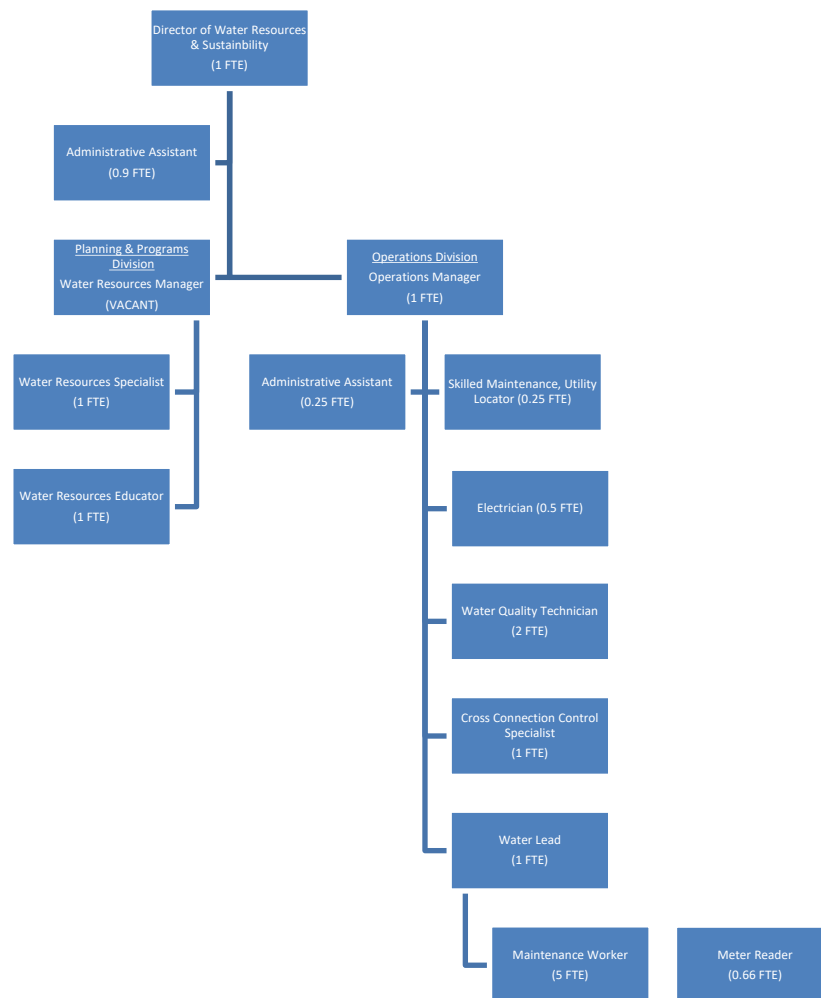 Director of Water Resources
& Sustainbility
(1 FTE)
Administrative Assistant
(0.9 FTE)
Planning & Programs
Division
Water Resources Manager
(VACANT)
Operations Division
Operations Manager
(1 FTE)
Water Resources Specialist
(1 FTE)
Administrative Assistant
(0.25 FTE)
Skilled Maintenance, Utility
Locator (0.25 FTE)
Water Resources Educator
(1 FTE)
Electrician (0.5 FTE)
Water Quality Technician
(2 FTE)
Cross Connection Control
Specialist
(1 FTE)
Water Lead
(1 FTE)
Maintenance Worker
(5 FTE)
Meter Reader
(0.66 FTE)